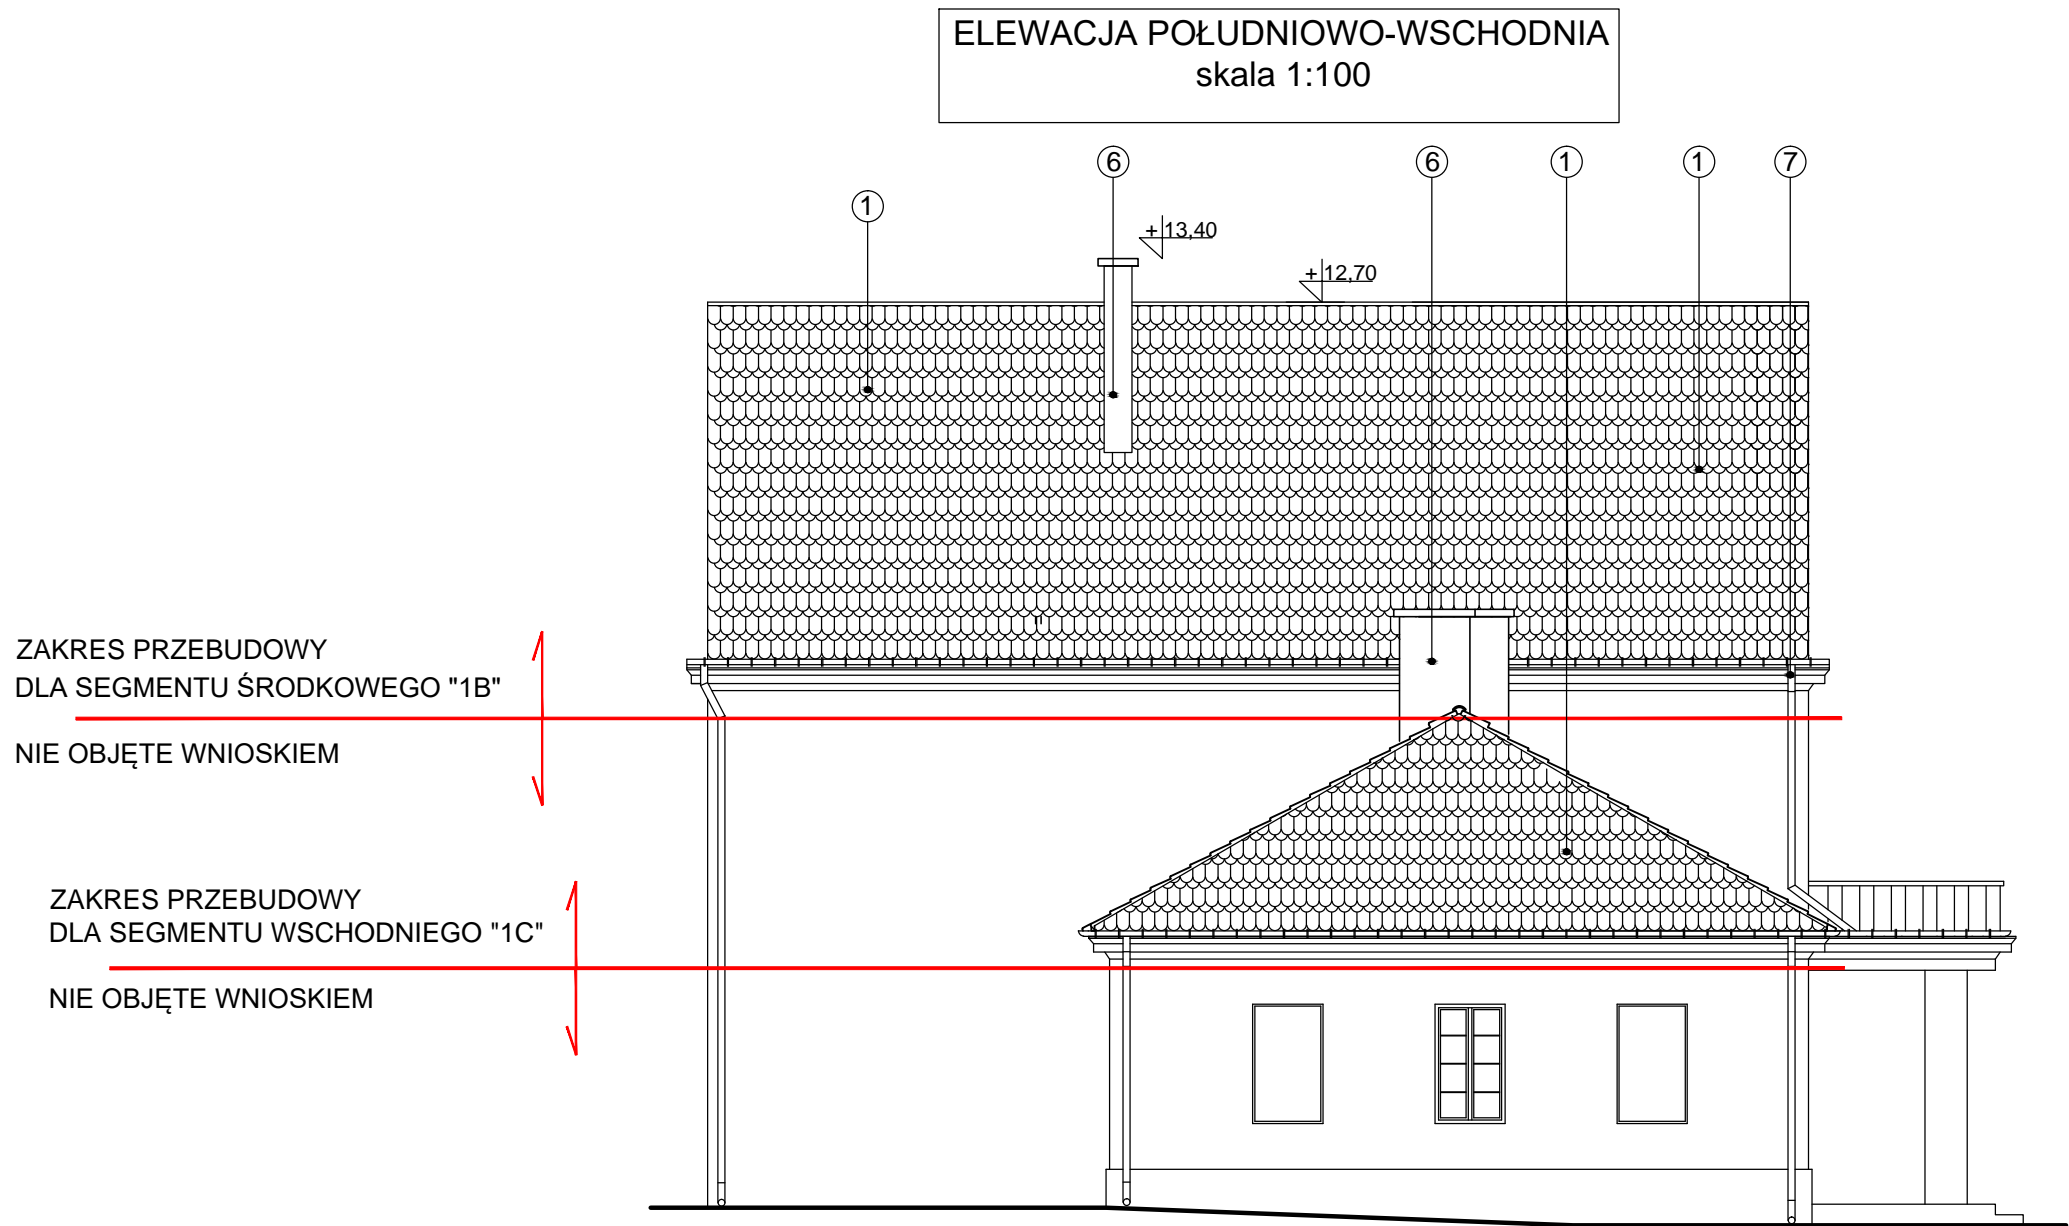 ELEWACJA POŁUDNIOWO-WSCHODNIA
skala 1:100
6
6
1
1
7
1
+13,40
+12,70
ZAKRES PRZEBUDOWY
DLA SEGMENTU ŚRODKOWEGO "1B"
NIE OBJĘTE WNIOSKIEM
ZAKRES PRZEBUDOWY
DLA SEGMENTU WSCHODNIEGO "1C"
NIE OBJĘTE WNIOSKIEM